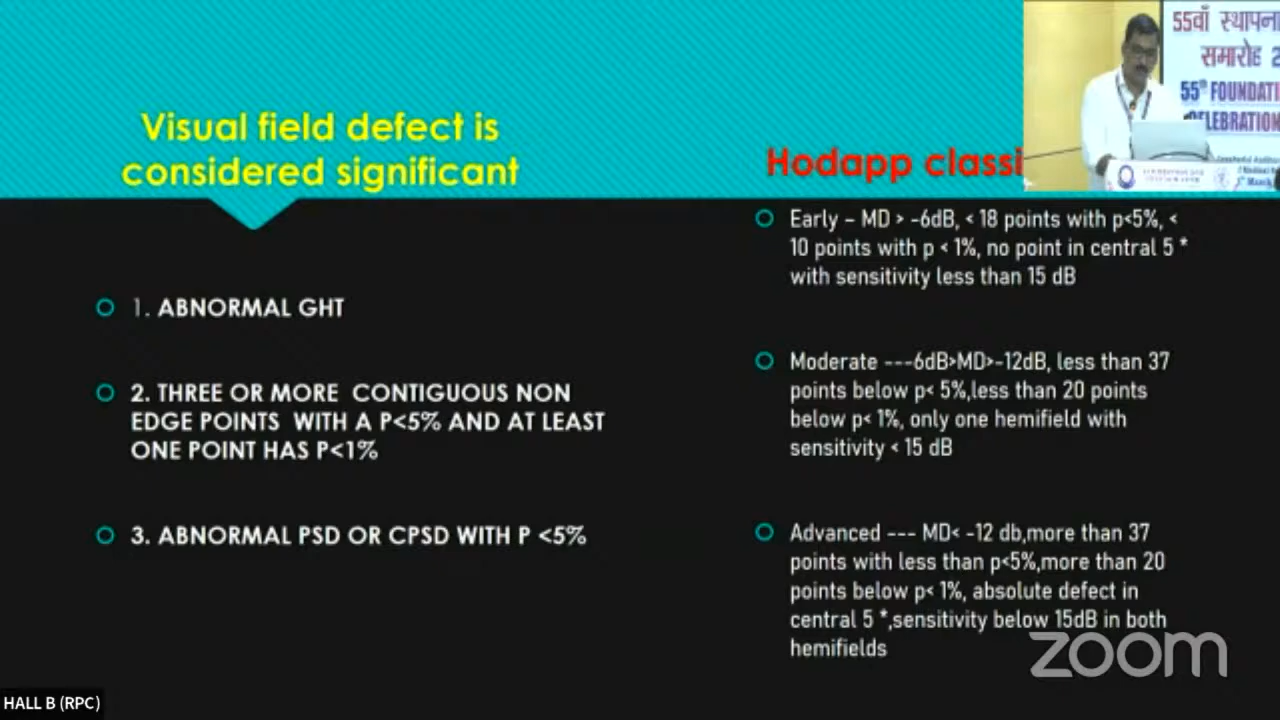 Visual field defect is
considered significant
1. ABNORMAL GHT
2. THREE OR MORE CONTIGUOUS NON
EDGE POINTS WITH A P<5% AND AT LEAST
ONE POINT HAS P<1%
3. ABNORMAL PSD OR CPSD WITH P <5%
Hodapp classi
Early – MD > -6dB, < 18 points with p<5%, <
10 points with p < 1%, no point in central 5 *
with sensitivity less than 15 dB
Moderate ---6dB>MD>-12dB, less than 37
points below p< 5%,less than 20 points
below p< 1%, only one hemifield with
sensitivity < 15 dB
Advanced --- MD< -12 db,more than 37
points with less than p<5%,more than 20
points below p< 1%, absolute defect in
central 5 *,sensitivity below 15dB in both
hemifields
55वाँ स्थापना
समारोह 2
55th FOUNDATI
CELEBRATION
zoom
HALL B (RPC)